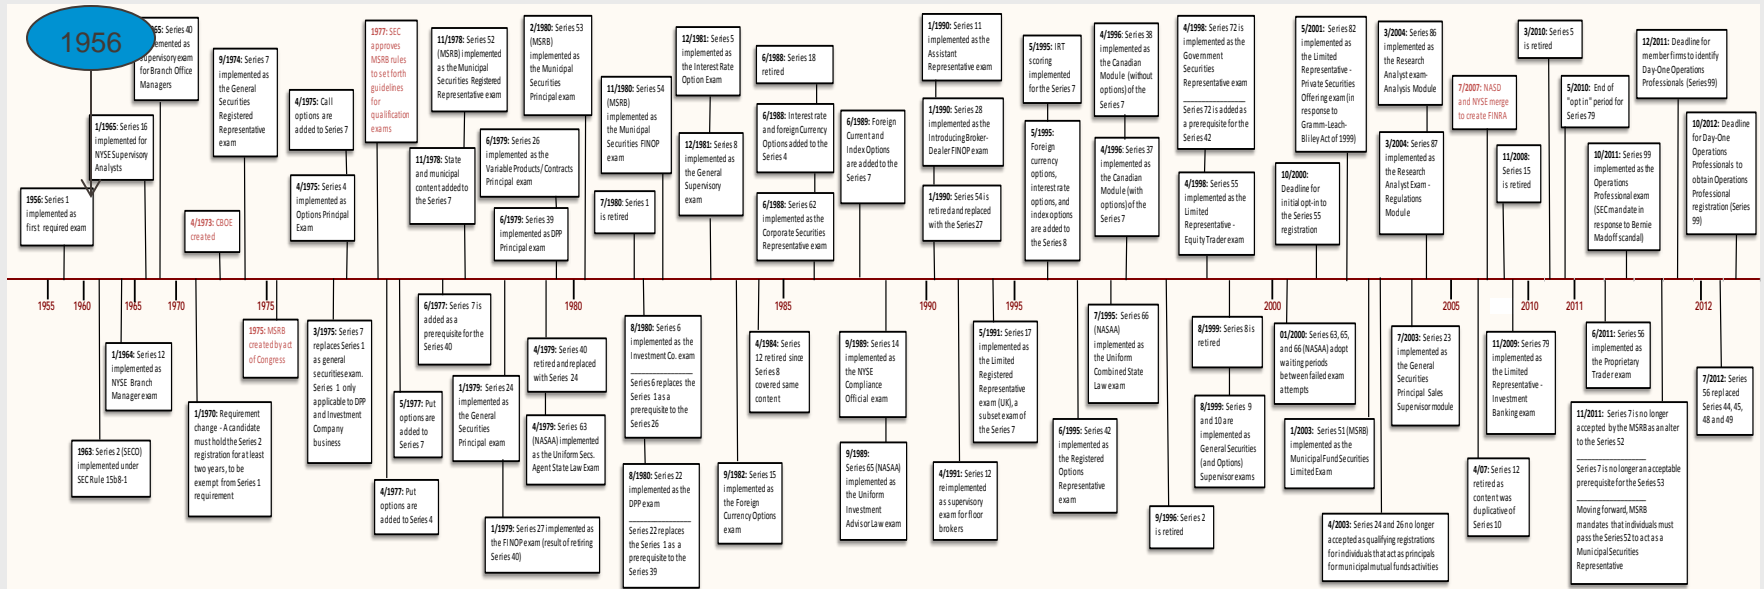 1956
65: Series 40
emented as
supervisory exam
for Branch Office
Managers
1/1965: Series 16
implemented for
NYSE Supervisory
Analysts
1956: Series 1
implemented as
first required exam
9/1974: Series 7
implemented as
the General
Securities
Registered
Representative
exam
4/1973: CBOE
created
4/1975: Call
options are
added to Series 7
4/1975: Series 4
implemented as
Options Principal
Exam
1977: SEC
approves
MSRB rules
to set forth
guidelines
for
qualification
exams
11/1978: Series 52
(MSRB) implemented
as the Municipal
Securities Registered
Representative exam
11/1978: State
and municipal
content added to
the Series 7
6/1979: Series 26
implemented as the
Variable Products/ Contracts
Principal exam
6/1979: Series 39
implemented as DPP
Principal exam
2/1980: Series 53
(MSRB)
implemented as
the Municipal
Securities
Principal exam
11/1980: Series 54
(MSRB)
implemented as
the Municipal
Securities FINOP
exam
7/1980: Series 1
is retired
12/1981: Series 5
implemented as
the Interest Rate
Option Exam
12/1981: Series 8
implemented as
the General
Supervisory
exam
6/1988: Series 18
retired
6/1988: Interest rate
and foreign Currency
Options added to the
Series 4
6/1988: Series 62
implemented as the
Corporate Securities
Representative exam
6/1989: Foreign
Current and
Index Options
are added to the
Series 7
1/1990: Series 11
implemented as the
Assistant
Representative exam
1/1990: Series 28
implemented as the
Introducing Broker-
Dealer FINOP exam
1/1990: Series 54 is
retired and replaced
with the Series 27
5/1995: IRT
scoring
implemented
for the Series 7
5/1995:
Foreign
currency
options,
interest rate
options, and
index options
are added to
the Series 8
4/1996: Series 38
implemented as
the Canadian
Module (without
options) of the
Series 7
4/1996: Series 37
implemented as
the Canadian
Module (with
options) of the
Series 7
4/1998: Series 72 is
implemented as the
Government
Securities
Representative exam
Series 72 is added as
a prerequisite for the
Series 42
4/1998: Series 55
implemented as the
Limited
Representative -
Equity Trader exam
5/2001: Series 82
implemented as
the Limited
Representative -
Private Securities
Offering exam (in
response to
Gramm-Leach-
Bliley Act of 1999)
10/2000:
Deadline for
initial opt-in to
the Series 55
registration
3/2004: Series 86
implemented as
the Research
Analyst exam-
Analysis Module
3/2004: Series 87
implemented as
the Research
Analyst Exam -
Regulations
Module
7/2007: NASD
and NYSE merge
to create FINRA
11/2008:
Series 15
is retired
3/2010: Series 5
is retired
5/2010: End of
"opt in" period for
Series 79
10/2011: Series 99
implemented as the
Operations
Professional exam
(SEC mandate in
response to Bernie
Madoff scandal)
12/2011: Deadline for
member firms to identify
Day-One Operations
Professionals (Series 99)
10/2012: Deadline
for Day-One
Operations
Professionals to
obtain Operations
Professional
registration (Series
99)
1955
1960
1965
1970
1975
1980
1985
1990
1995
2000
2005
2010
2011
2012
1963: Series 2 (SECO)
implemented under
SEC Rule 15b8-1
1/1964: Series 12
implemented as
NYSE Branch
Manager exam
1/1970: Requirement
change - A candidate
must hold the Series 2
registration for at least
two years, to be
exempt from Series 1
requirement
1975: MSRB
created by act
of Congress
3/1975: Series 7
replaces Series 1
as general
securities exam.
Series 1 only
applicable to DPP
and Investment
Company
business
4/1977: Put
options are
added to Series 4
5/1977: Put
options are
added to
Series 7
6/1977: Series 7 is
added as a
prerequisite for the
Series 40
1/1979: Series 24
implemented as
the General
Securities
Principal exam
1/1979: Series 27 implemented as
the FINOP exam (result of retiring
Series 40)
4/1979: Series 40
retired and replaced
with Series 24
4/1979: Series 63
(NASAA) implemented
as the Uniform Secs.
Agent State Law Exam
8/1980: Series 6
implemented as the
Investment Co. exam
Series 6 replaces the
Series 1 as a
prerequisite to the
Series 26
8/1980: Series 22
implemented as the
DPP exam
Series 22 replaces
the Series 1 as a
prerequisite to the
Series 39
9/1982: Series 15
implemented as
the Foreign
Currency Options
exam
4/1984: Series
12 retired since
Series 8
covered same
content
9/1989: Series 14
implemented as
the NYSE
Compliance
Official exam
9/1989:
Series 65 (NASAA)
implemented as
the Uniform
Investment
Advisor Law exam
4/1991: Series 12
reimplemented
as supervisory
exam for floor
brokers
5/1991: Series 17
implemented as
the Limited
Registered
Representative
exam (UK), a
subset exam of
the Series 7
6/1995: Series 42
implemented as
the Registered
Options
Representative
exam
7/1995: Series 66
(NASAA)
implemented as
the Uniform
Combined State
Law exam
9/1996: Series 2
is retired
8/1999: Series 8 is
retired
8/1999: Series 9
and 10 are
implemented as
General Securities
(and Options)
Supervisor exams
01/2000: Series 63, 65,
and 66 (NASAA) adopt
waiting periods
between failed exam
attempts
1/2003: Series 51 (MSRB)
implemented as the
Municipal Fund Securities
Limited Exam
4/2003: Series 24 and 26 no longer
accepted as qualifying registrations
for individuals that act as principals
for municipal mutual funds activities
7/2003: Series 23
implemented as
the General
Securities
Principal Sales
Supervisor module
4/07: Series 12
retired as
content was
duplicative of
Series 10
11/2009: Series 79
implemented as
the Limited
Representative -
Investment
Banking exam
6/2011: Series 56
implemented as
the Proprietary
Trader exam
11/2011: Series 7 is no longer
accepted by the MSRB as an alter
to the Series 52
Series 7 is no longer an acceptable
prerequisite for the Series 53
Moving forward, MSRB
mandates that individuals must
pass the Series 52 to act as a
Municipal Securities
Representative
7/2012: Series
56 replaced
Series 44, 45,
48 and 49